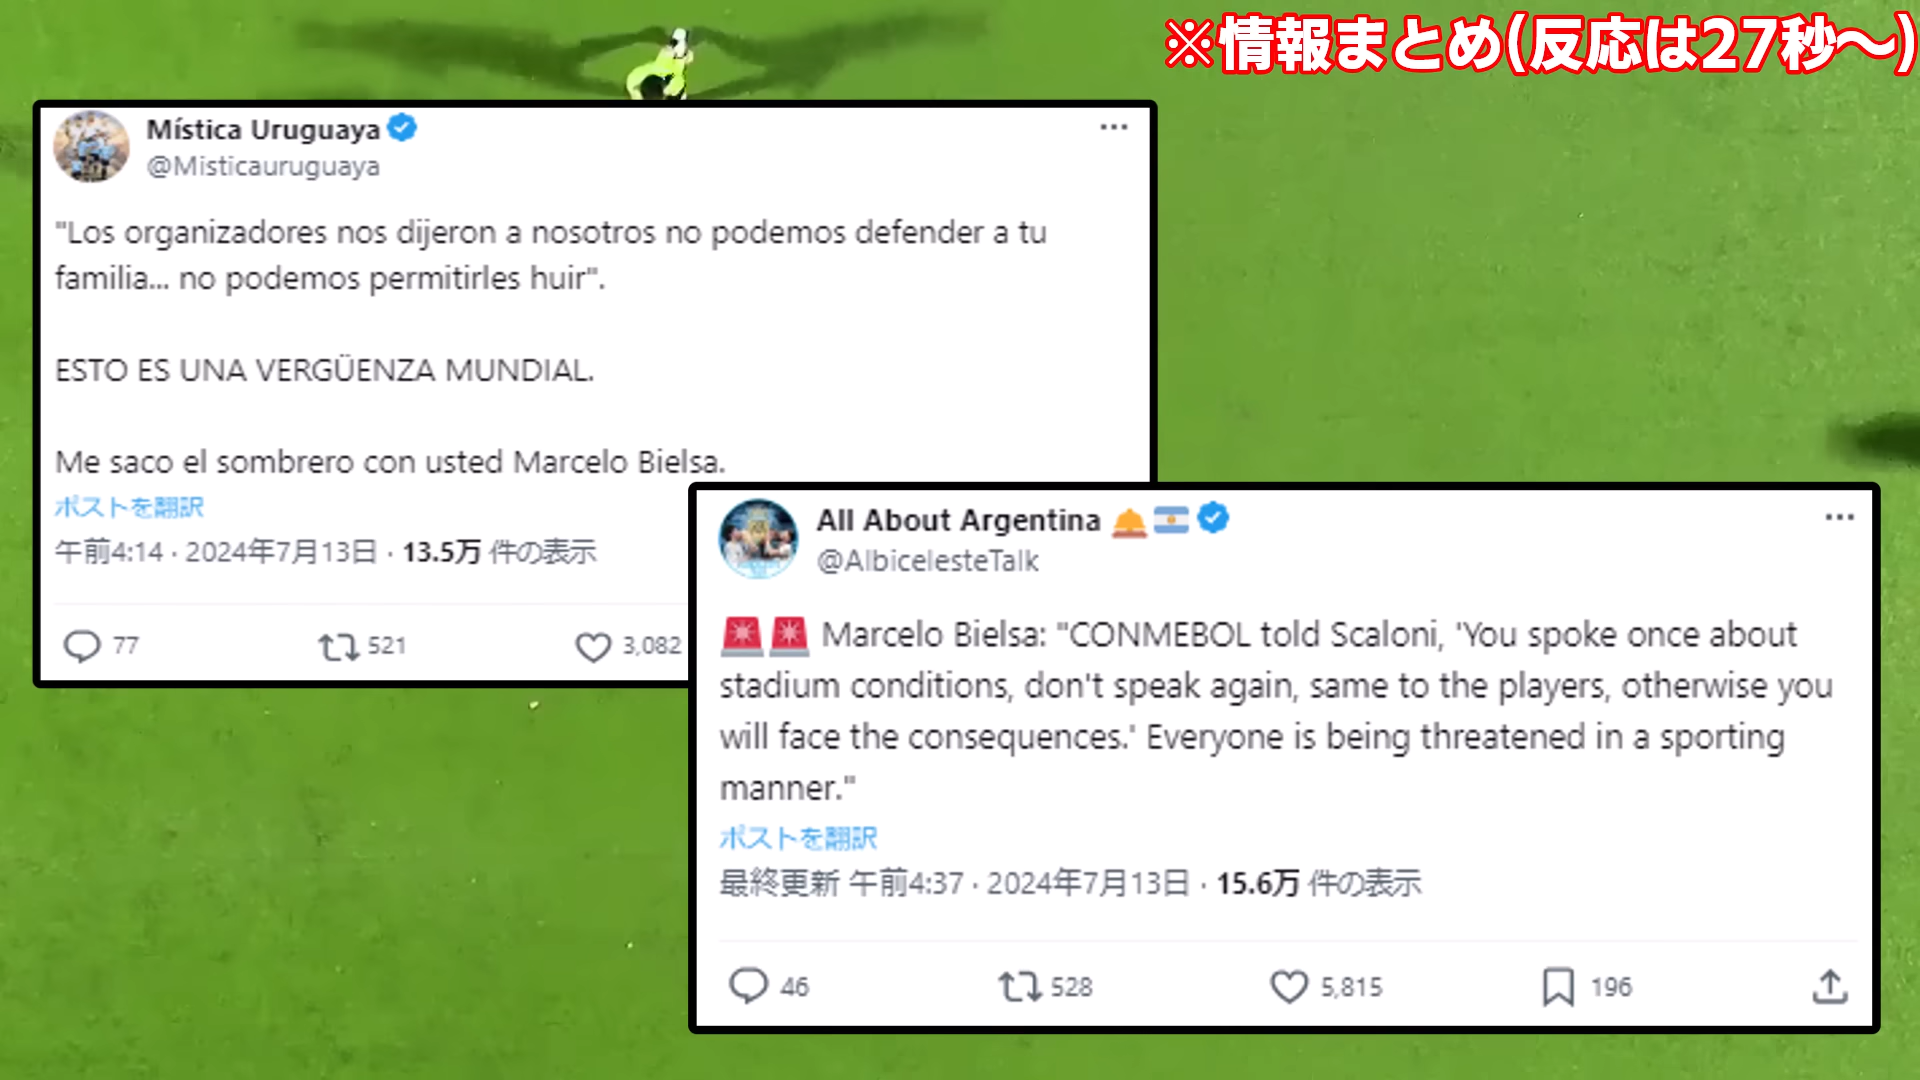 ※情報まとめ(反応は27秒～)
Mística Uruguaya
@Misticauruguaya
"Los organizadores nos dijeron a nosotros no podemos defender a tu
familia... no podemos permitirles huir".
ESTO ES UNA VERGÜENZA MUNDIAL.
Me saco el sombrero con usted Marcelo Bielsa.
ポストを翻訳
午前4:14 · 2024年7月13日 · 13.5万 件の表示
77 521 3,082
All About Argentina
@AlbicelesteTalk
Marcelo Bielsa: "CONMEBOL told Scaloni, 'You spoke once about
stadium conditions, don't speak again, same to the players, otherwise you
will face the consequences.' Everyone is being threatened in a sporting
manner."
ポストを翻訳
最終更新 午前4:37 · 2024年7月13日 · 15.6万 件の表示
46 528 5,815 196